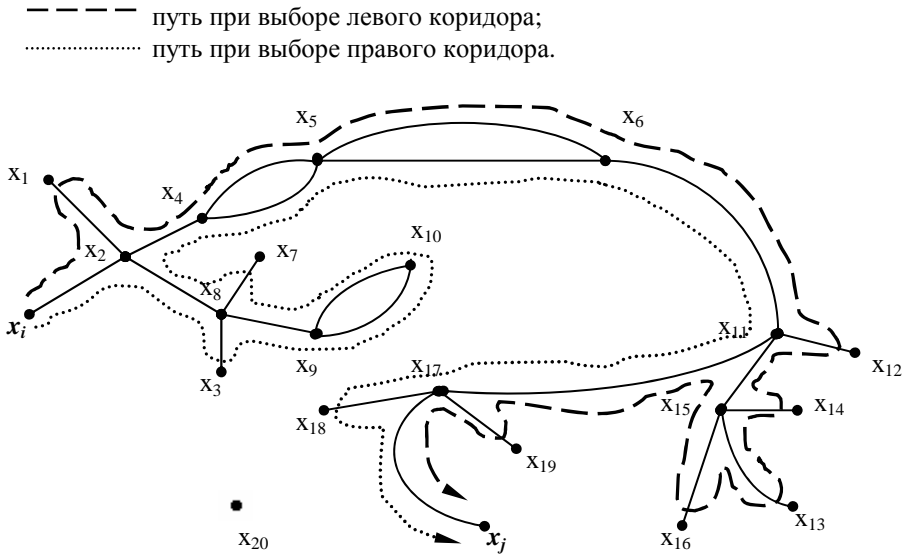 путь при выборе левого коридора;
путь при выборе правого коридора.
x5
x6
x1
x4
x2
x7
x10
x8
xi
x11
x9
x17
x3
x12
x18
x15
x14
x19
x13
x20
xj
x16